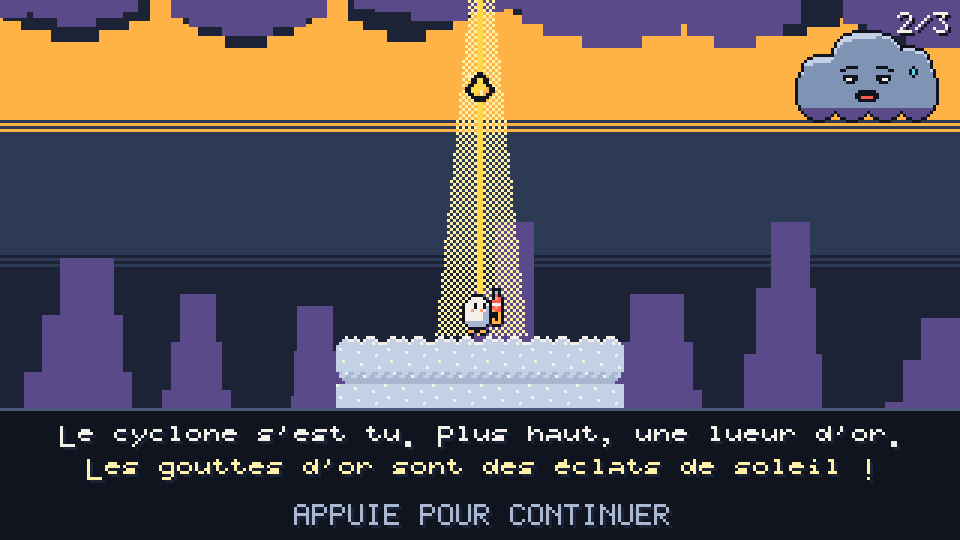 2/3
Le cyclone s'est tu. Plus haut, une lueur d'or.
Les gouttes d'or sont des éclats de soleil !
APPUIE POUR CONTINUER